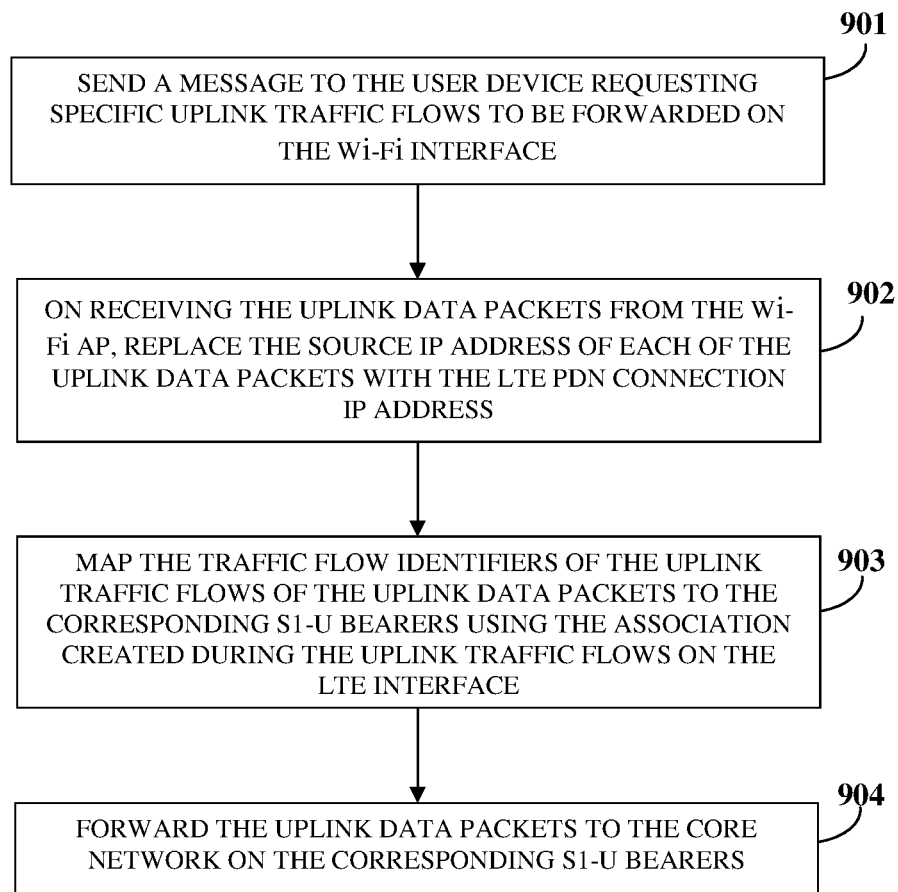 901
SEND A MESSAGE TO THE USER DEVICE REQUESTING
SPECIFIC UPLINK TRAFFIC FLOWS TO BE FORWARDED ON
THE Wi-Fi INTERFACE
902
ON RECEIVING THE UPLINK DATA PACKETS FROM THE Wi-
Fi AP, REPLACE THE SOURCE IP ADDRESS OF EACH OF THE
UPLINK DATA PACKETS WITH THE LTE PDN CONNECTION
IP ADDRESS
903
MAP THE TRAFFIC FLOW IDENTIFIERS OF THE UPLINK
TRAFFIC FLOWS OF THE UPLINK DATA PACKETS TO THE
CORRESPONDING S1-U BEARERS USING THE ASSOCIATION
CREATED DURING THE UPLINK TRAFFIC FLOWS ON THE
LTE INTERFACE
904
FORWARD THE UPLINK DATA PACKETS TO THE CORE
NETWORK ON THE CORRESPONDING S1-U BEARERS